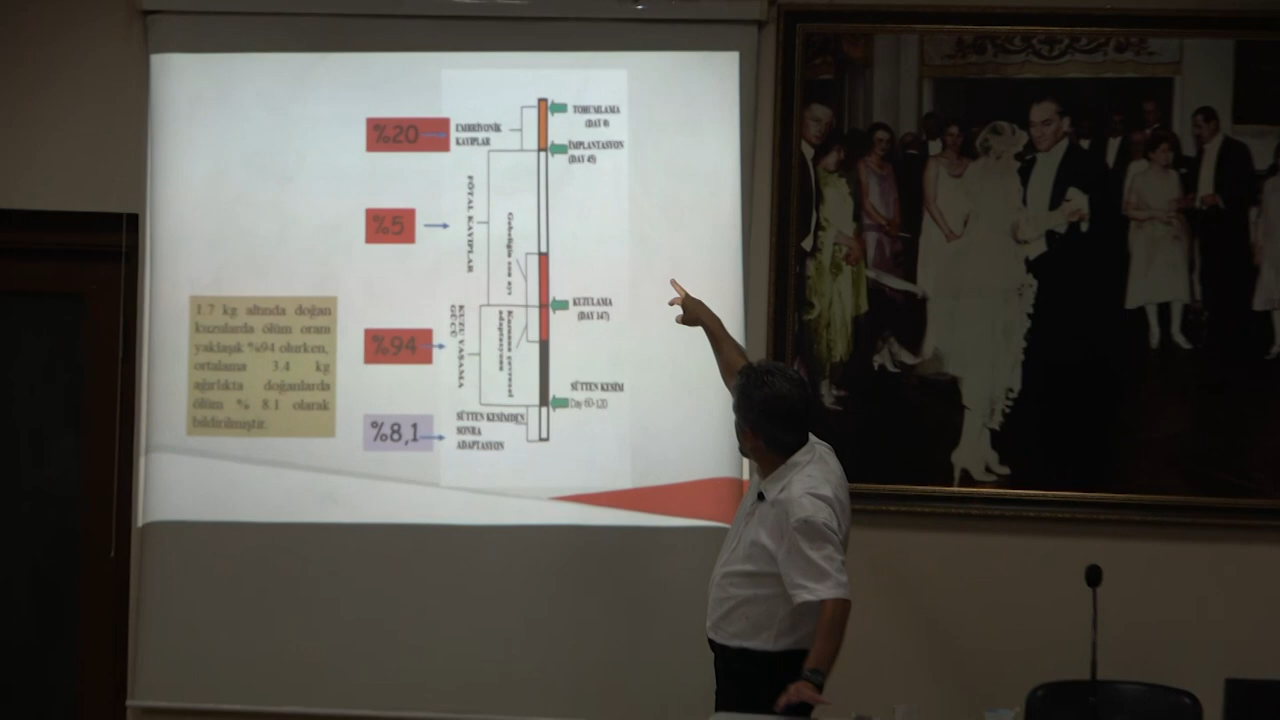 %20
EMBRİYONİK
KAYIPLAR
TOHUMLAMA
(DAY 0)
İMPLANTASYON
(DAY 45)
%5
FÖTAL KAYIPLAR
Gebeliğin son ayı
KUZULAMA
(DAY 147)
1.7 kg altında doğan
kuzularda ölüm oranı
yaklaşık %94 olurken,
ortalama 3.4 kg
ağırlıkta doğanlarda
ölüm % 8.1 olarak
bildirilmiştir.
%94
KUZU YAŞAMA
GÜCÜ
Kuzunun çevresel
adaptasyonu
SÜTTEN KESİM
Day 60-120
%8,1
SÜTTEN KESİMDEN
SONRA
ADAPTASYON